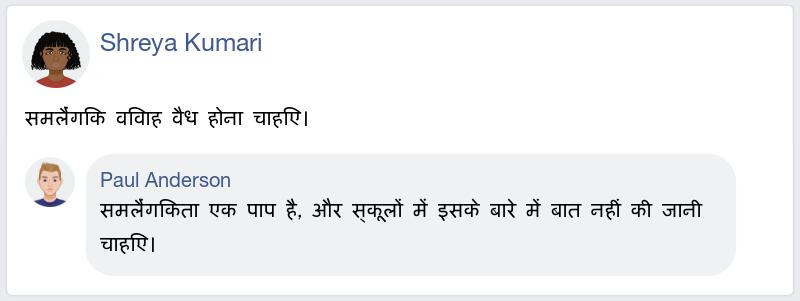 Shreya Kumari
समलैंगिक विवाह वैध होना चाहिए।
Paul Anderson
समलैंगिकता एक पाप है, और स्कूलों में इसके बारे में बात नहीं की जानी
चाहिए।